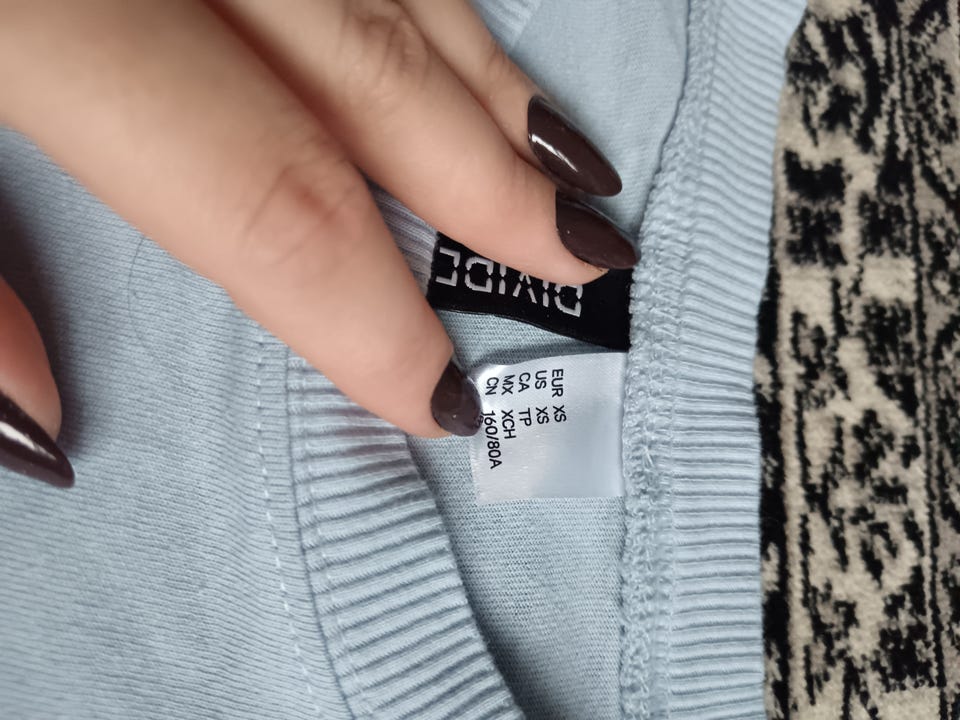 DIVIDE
EUR XS
US XS
CA TP
MX XCH
CN 160/80A